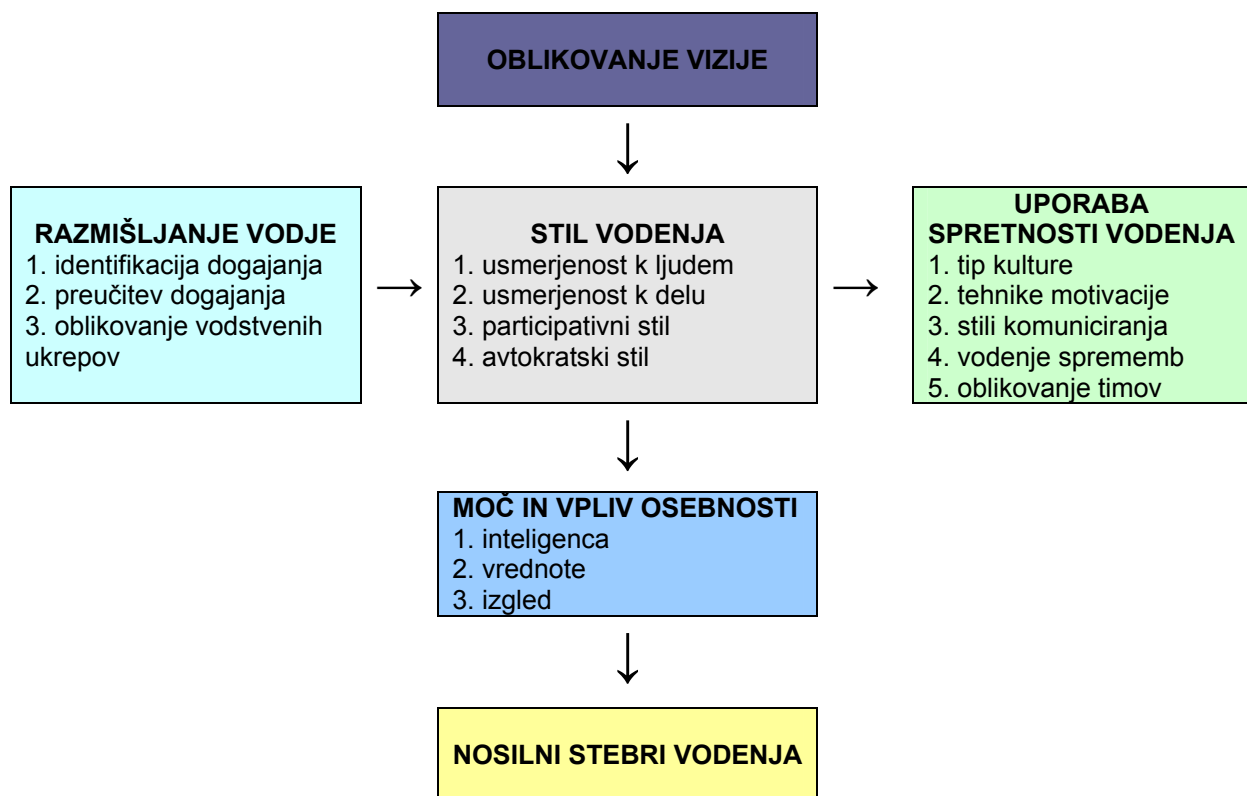 OBLIKOVANJE VIZIJE
RAZMIŠLJANJE VODJE
1. identifikacija dogajanja
2. preučitev dogajanja
3. oblikovanje vodstvenih
ukrepov
STIL VODENJA
1. usmerjenost k ljudem
2. usmerjenost k delu
3. participativni stil
4. avtokratski stil
UPORABA
SPRETNOSTI VODENJA
1. tip kulture
2. tehnike motivacije
3. stili komuniciranja
4. vodenje sprememb
5. oblikovanje timov
MOČ IN VPLIV OSEBNOSTI
1. inteligenca
2. vrednote
3. izgled
NOSILNI STEBRI VODENJA